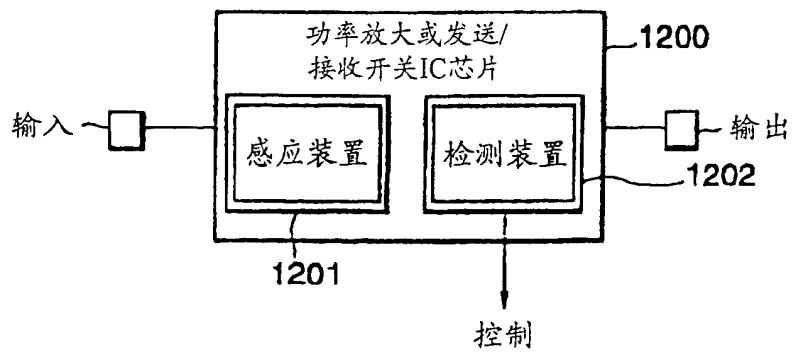 功率放大或发送/
接收开关IC芯片
1200
输入
感应装置
检测装置
输出
1202
1201
控制